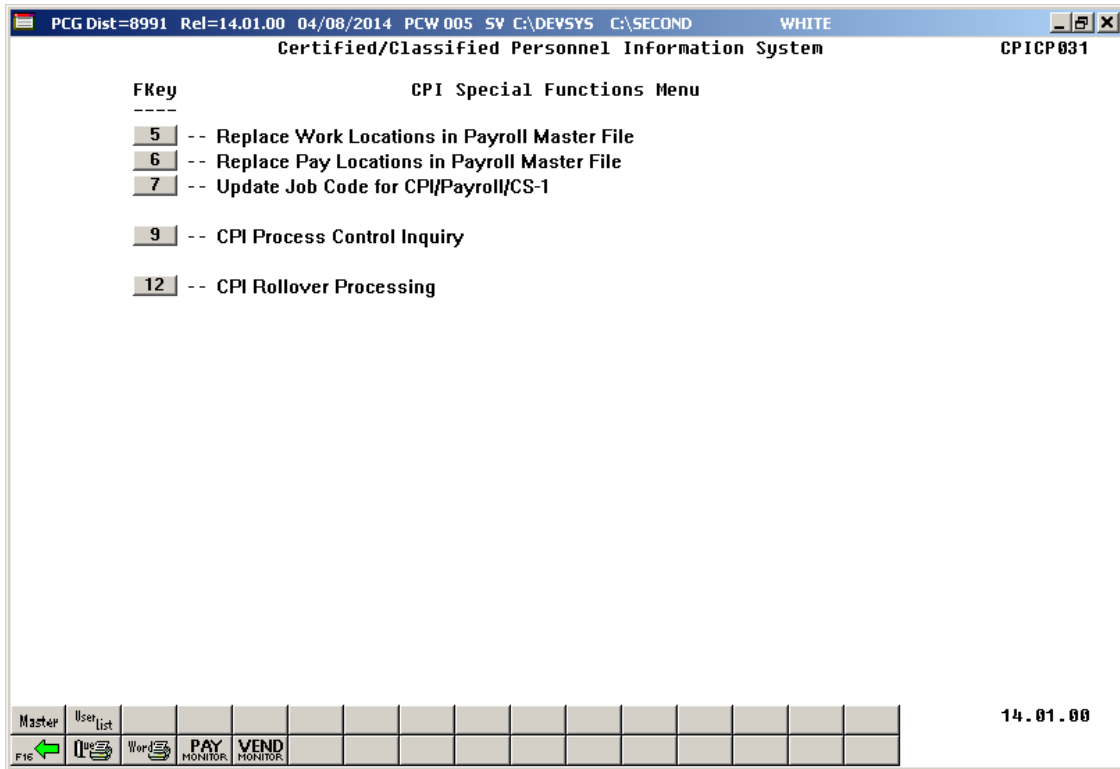 PCG Dist=8991 Rel=14.01.00 04/08/2014 PCW 005 SV C:\DEVSYS C:\SECOND WHITE
Certified/Classified Personnel Information System CPICP031
FKey CPI Special Functions Menu
----
5 -- Replace Work Locations in Payroll Master File
6 -- Replace Pay Locations in Payroll Master File
7 -- Update Job Code for CPI/Payroll/CS-1
9 -- CPI Process Control Inquiry
12 -- CPI Rollover Processing
Master User List 14.01.00
F16 Que Word PAY MONITOR VEND MONITOR